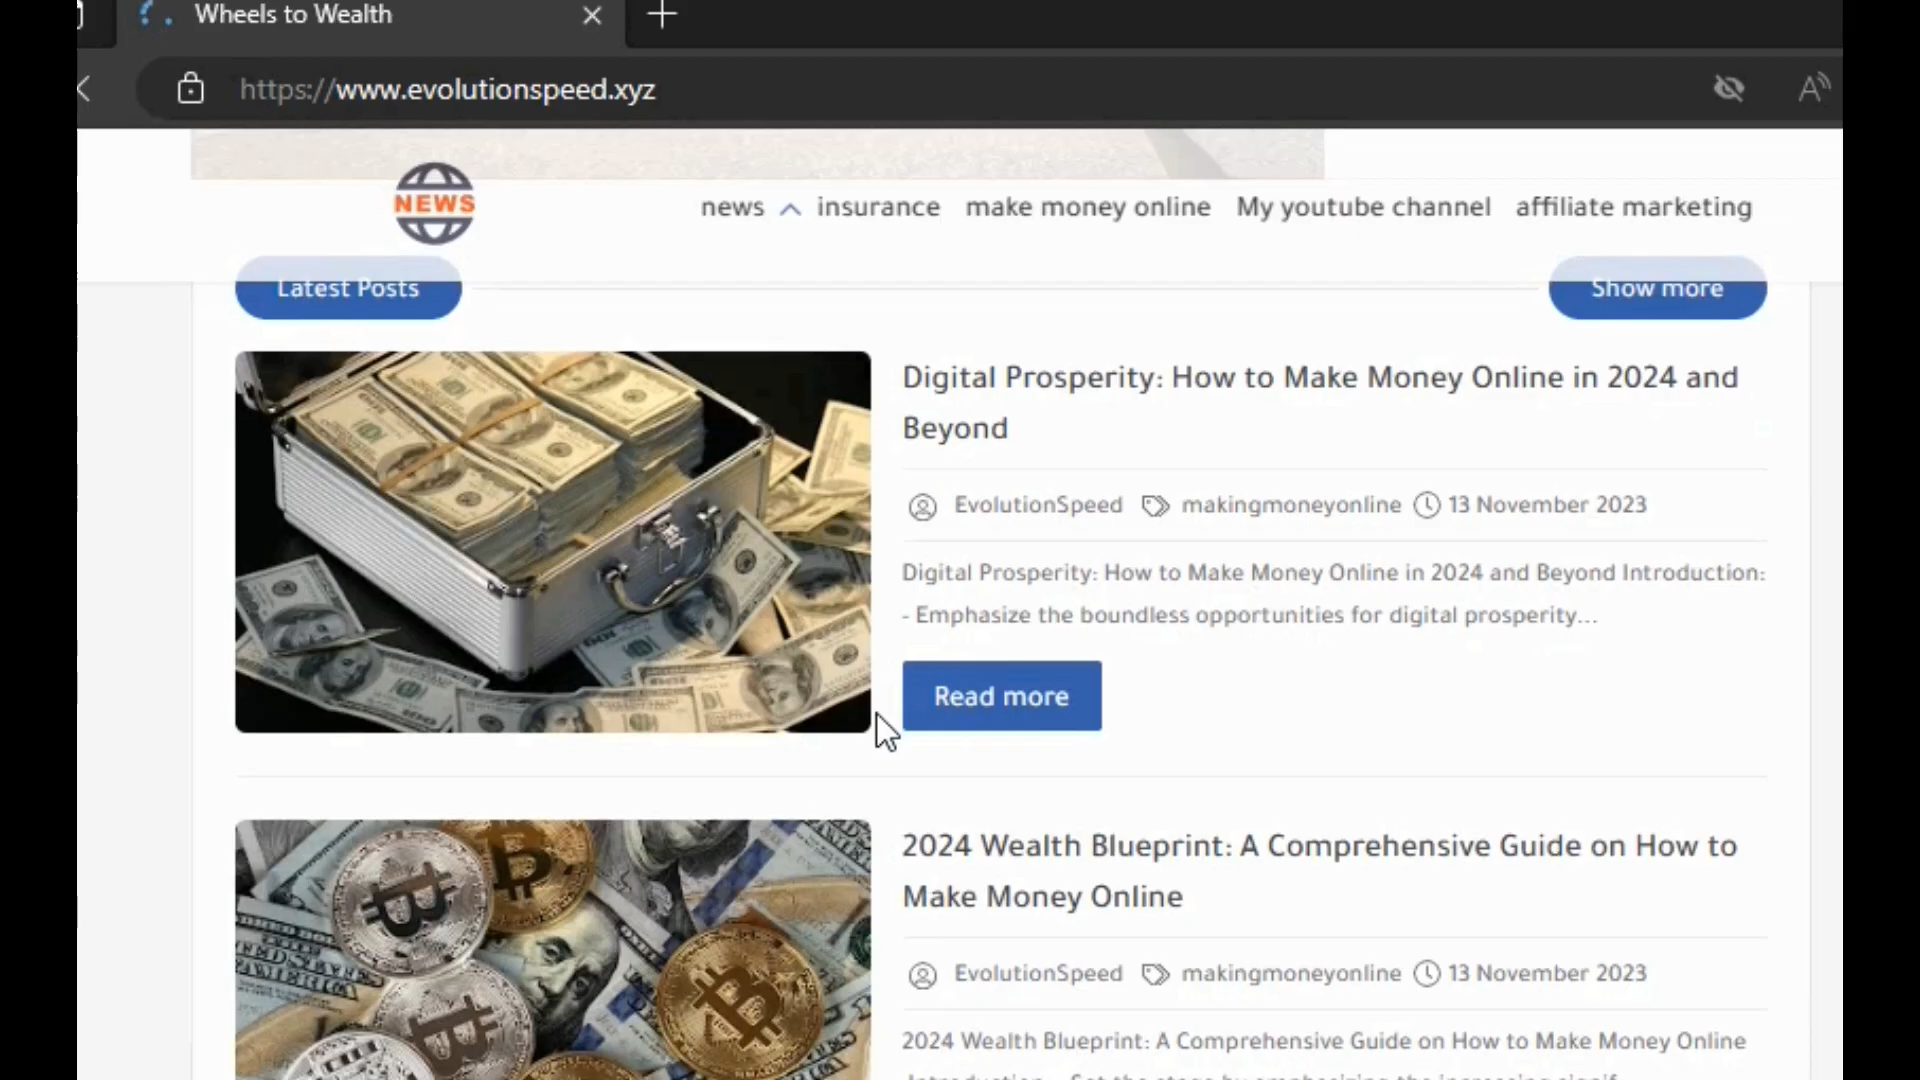 Wheels to Wealth
https://www.evolutionspeed.xyz
NEWS
news insurance make money online My youtube channel affiliate marketing
Latest Posts
Show more
Digital Prosperity: How to Make Money Online in 2024 and
Beyond
EvolutionSpeed makingmoneyonline 13 November 2023
Digital Prosperity: How to Make Money Online in 2024 and Beyond Introduction:
- Emphasize the boundless opportunities for digital prosperity...
Read more
2024 Wealth Blueprint: A Comprehensive Guide on How to
Make Money Online
EvolutionSpeed makingmoneyonline 13 November 2023
2024 Wealth Blueprint: A Comprehensive Guide on How to Make Money Online